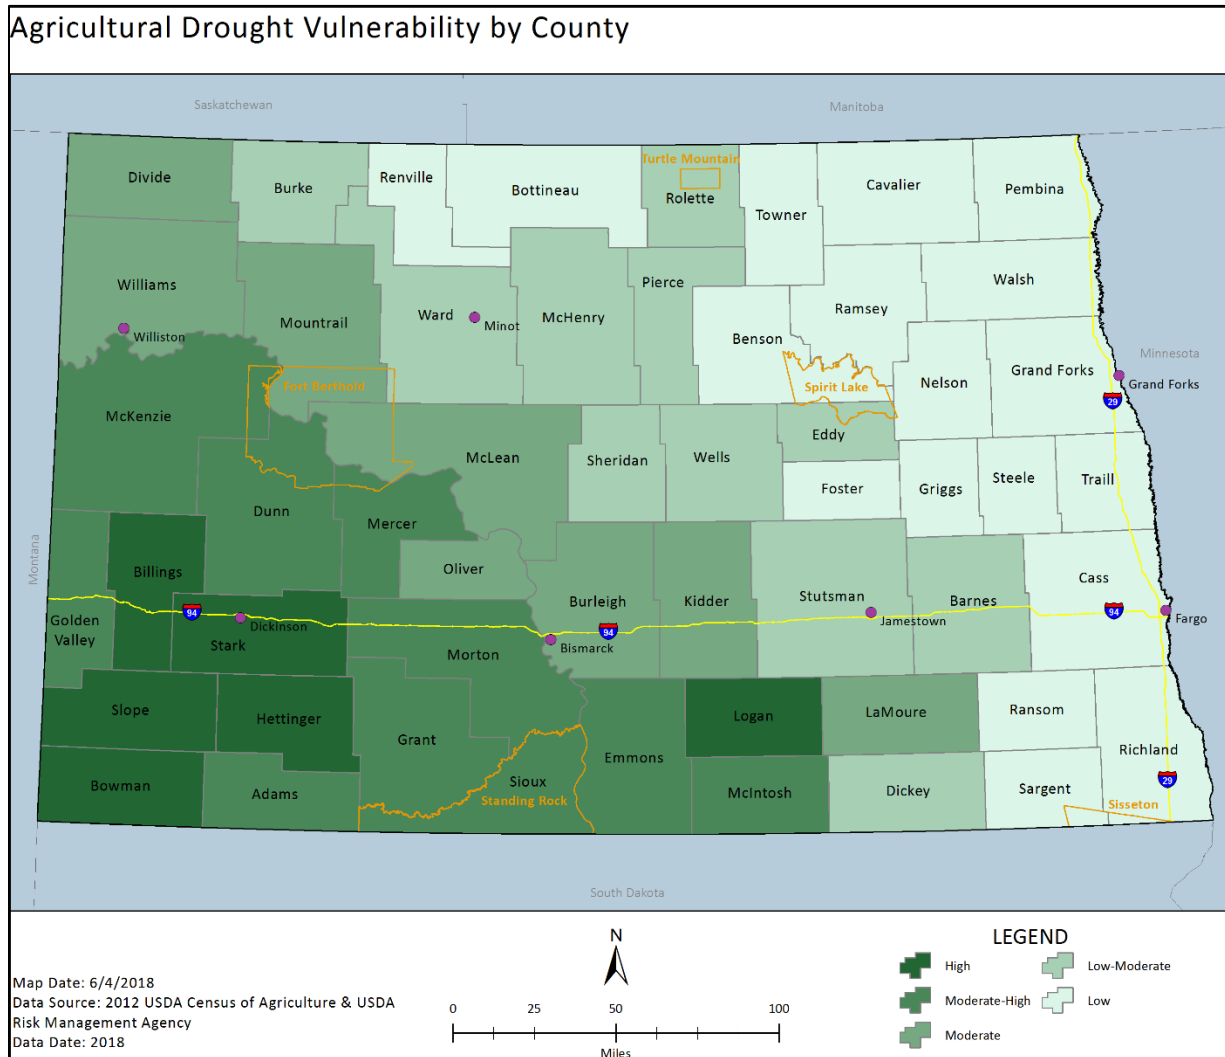 Agricultural Drought Vulnerability by County
Saskatchewan
Manitoba
Turtle Mountain
Divide
Burke
Renville
Bottineau
Rolette
Towner
Cavalier
Pembina
Williams
Mountrail
Ward
Minot
McHenry
Pierce
Benson
Ramsey
Walsh
Williston
Minnesota
McKenzie
Fort Berthold
Spirit Lake
Nelson
Grand Forks
Grand Forks
29
McLean
Sheridan
Wells
Eddy
Foster
Griggs
Steele
Traill
Dunn
Mercer
Montana
Billings
Oliver
Burleigh
Kidder
Stutsman
Barnes
Cass
94
94
94
Golden
Valley
Dickinson
Stark
Morton
Bismarck
Jamestown
Fargo
Slope
Hettinger
Grant
Emmons
Logan
LaMoure
Ransom
Richland
Bowman
Adams
Sioux
Standing Rock
McIntosh
Dickey
Sargent
29
Sisseton
South Dakota
N
LEGEND
High
Low-Moderate
Moderate-High
Low
Moderate
Map Date: 6/4/2018
Data Source: 2012 USDA Census of Agriculture & USDA
Risk Management Agency
Data Date: 2018
0 25 50 100
Miles